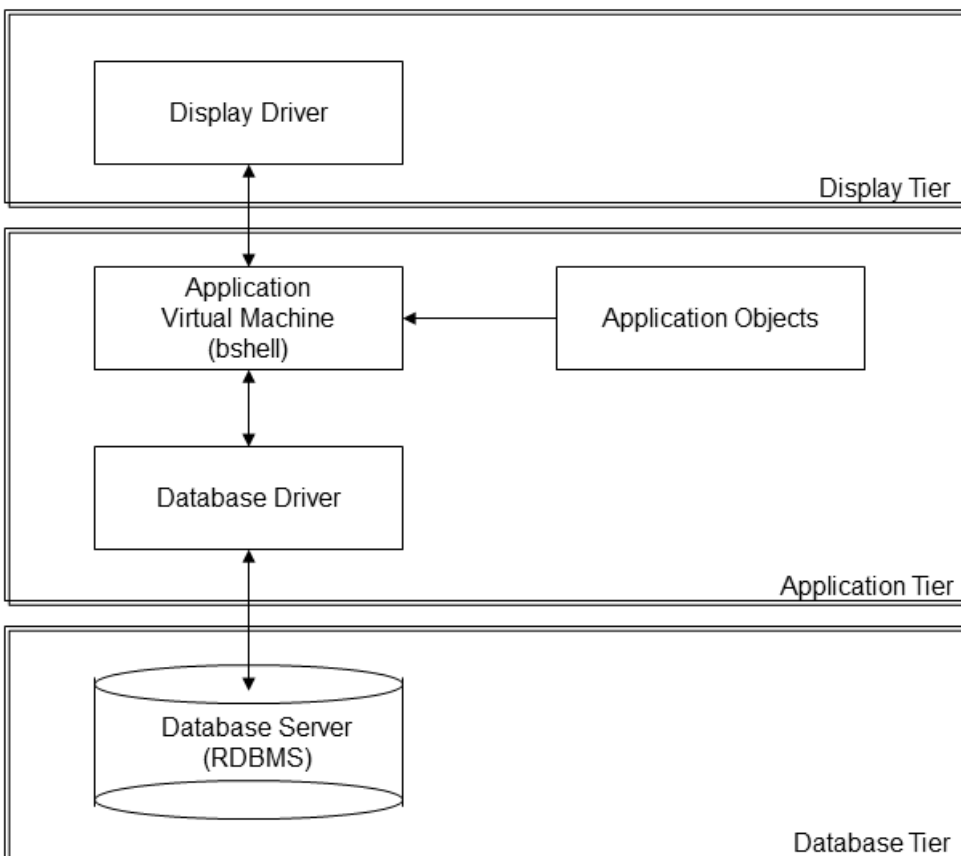 Display Driver
Display Tier
Application
Virtual Machine
(bshell)
Application Objects
Database Driver
Application Tier
Database Server
(RDBMS)
Database Tier